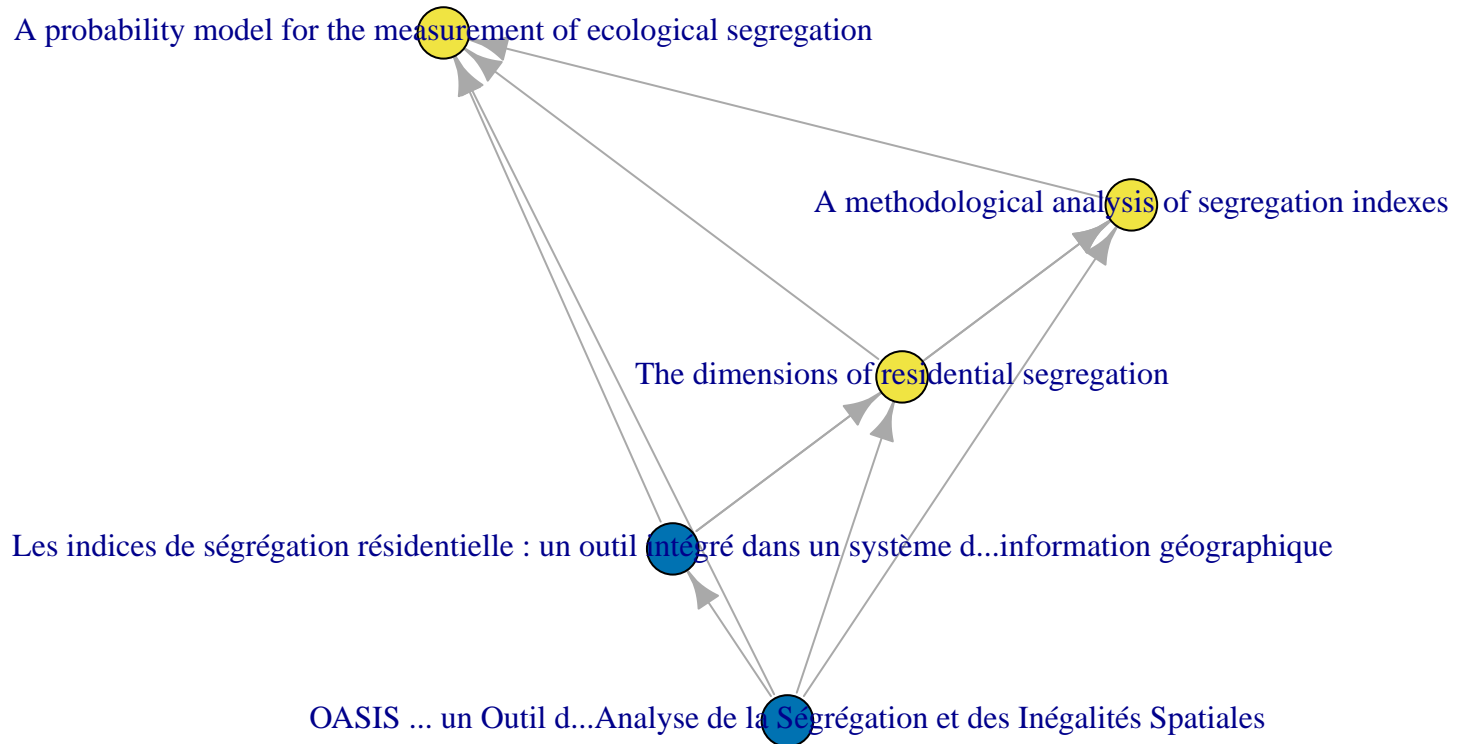 A probability model for the measurement of ecological segregation
A methodological analysis of segregation indexes
The dimensions of residential segregation
Les indices de ségrégation résidentielle : un outil intégré dans un système d...information géographique
OASIS ... un Outil d...Analyse de la Ségrégation et des Inégalités Spatiales